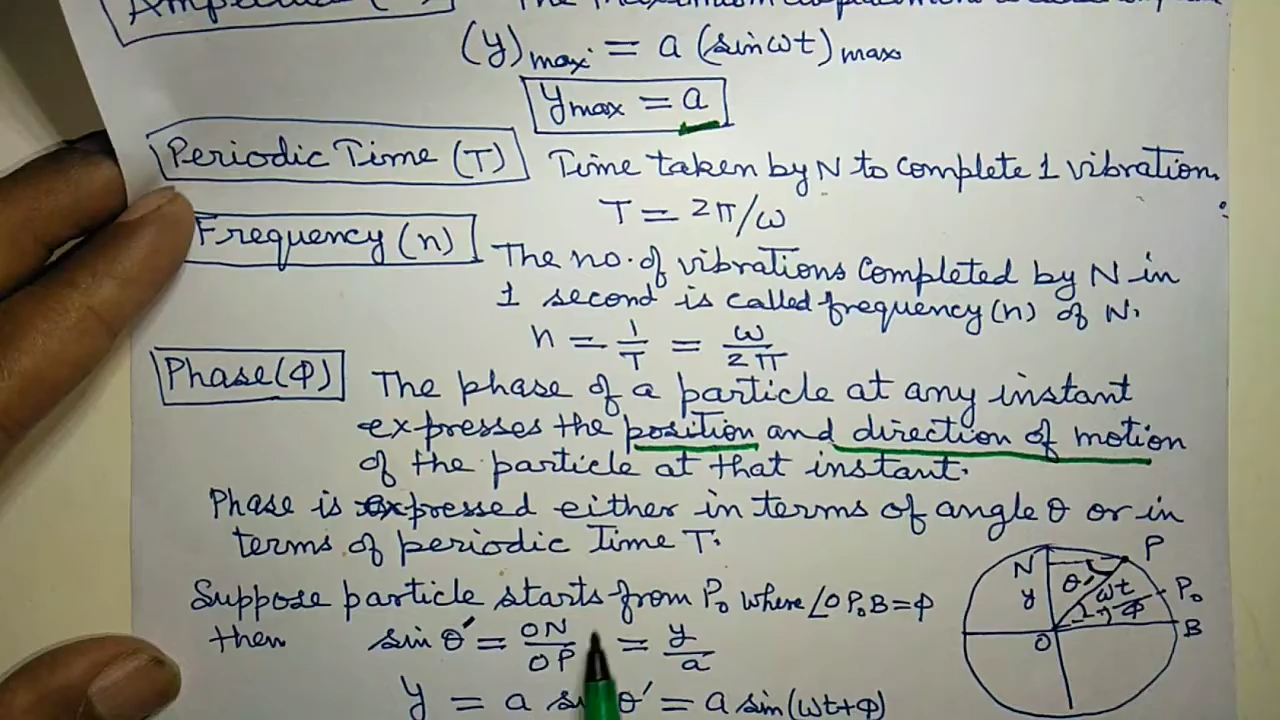 (y)max = a (sinωt) max
ymax = a
Periodic Time (T) Time taken by N to complete 1 vibration.
T = 2π/ω
Frequency (n) The no. of vibrations completed by N in
1 second is called frequency (n) of N.
n = 1/T = ω/2π
Phase (Φ) The phase of a particle at any instant
expresses the position and direction of motion
of the particle at that instant.
Phase is expressed either in terms of angle θ or in
terms of periodic Time T.
Suppose particle starts from P₀ where ∠OP₀B = Φ
then sin θ' = ON/OP = y/a
y = a sin θ' = a sin(ωt+Φ)
P
N
θ'
ωt
P₀
y
Φ
B
O